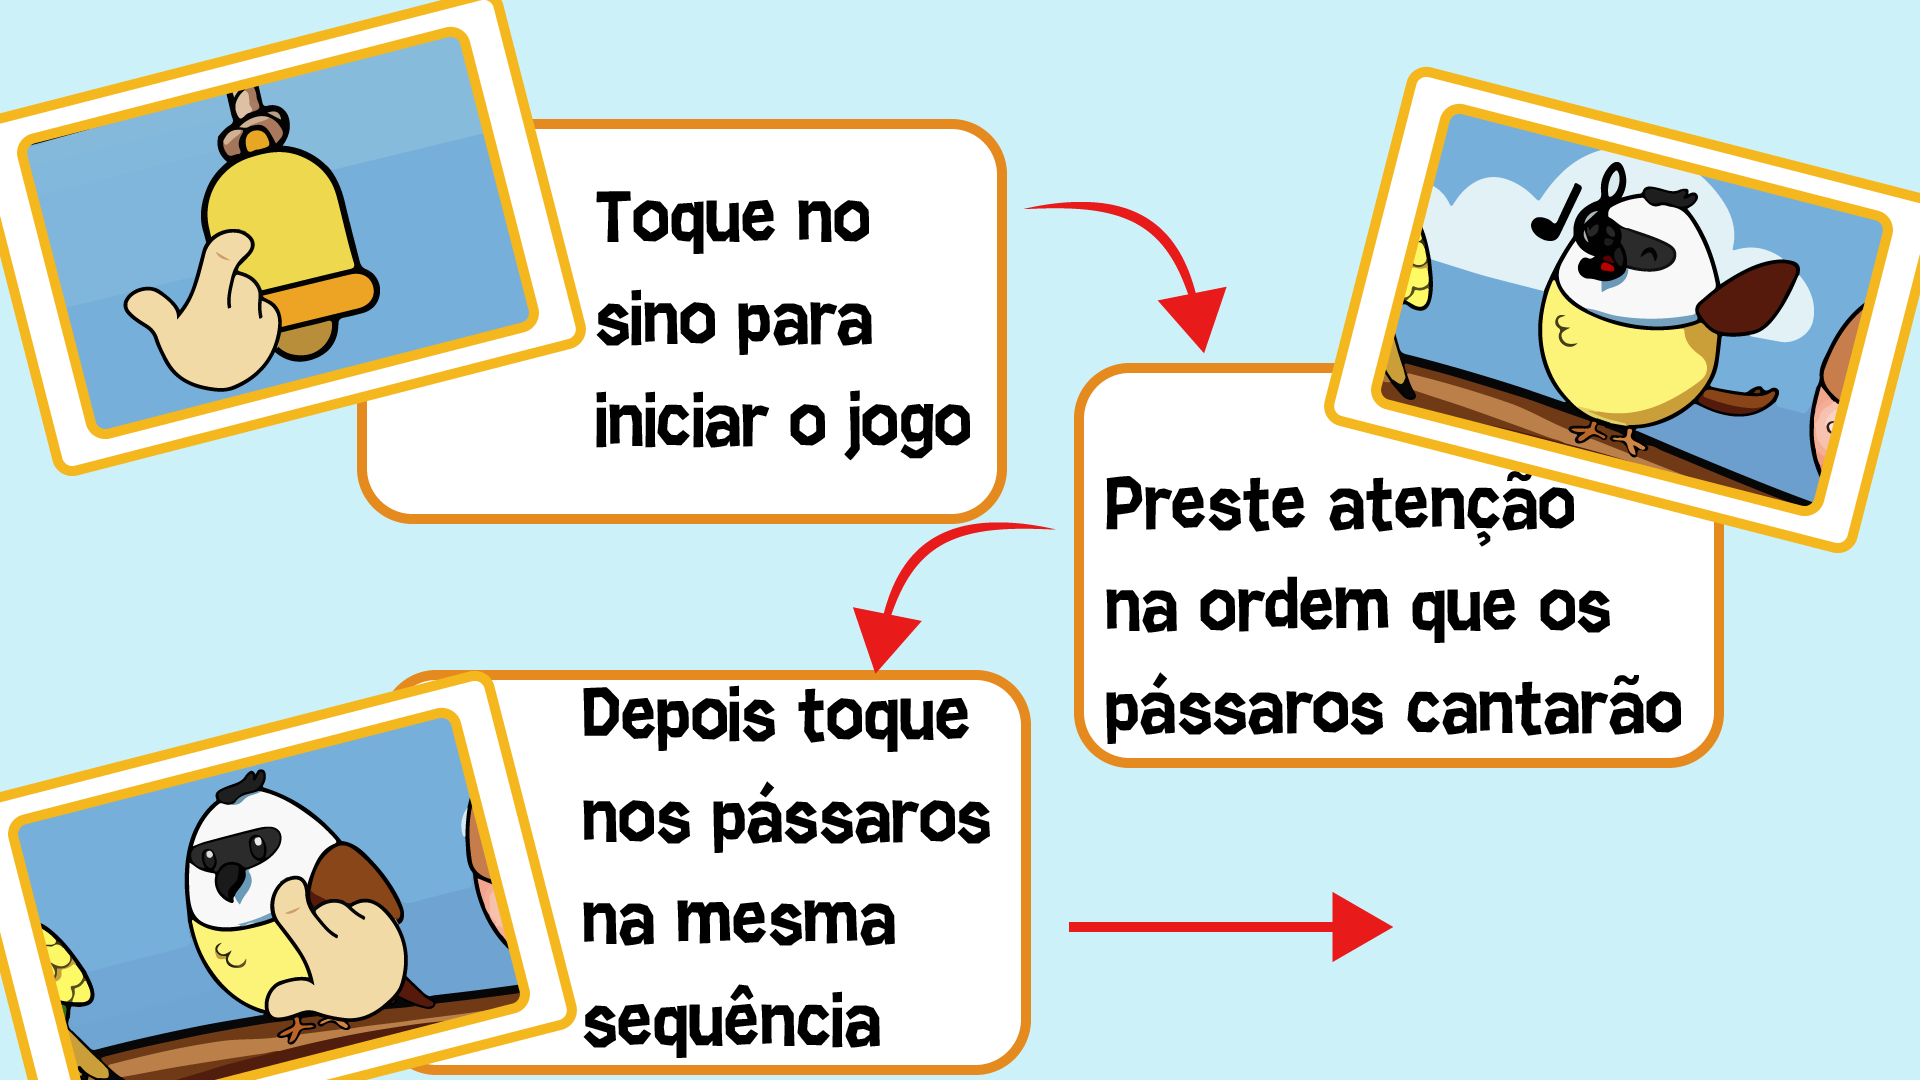 Toque no
sino para
iniciar o jogo
Preste atenção
na ordem que os
pássaros cantarão
Depois toque
nos pássaros
na mesma
sequência